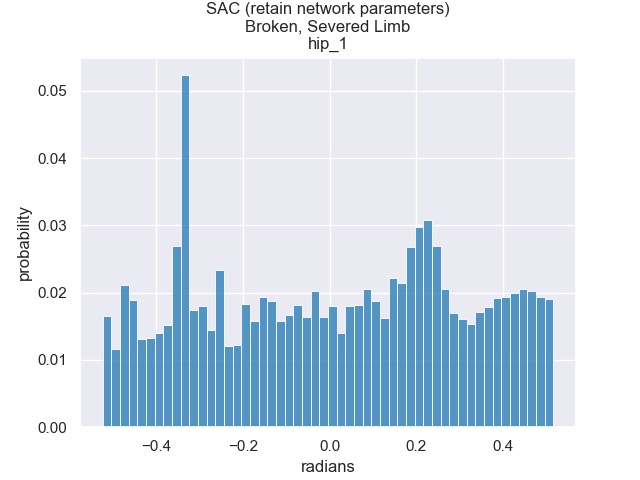 SAC (retain network parameters)
Broken, Severed Limb
hip_1
0.05
0.04
0.03
0.02
0.01
0.00
probability
−0.4 −0.2 0.0 0.2 0.4
radians